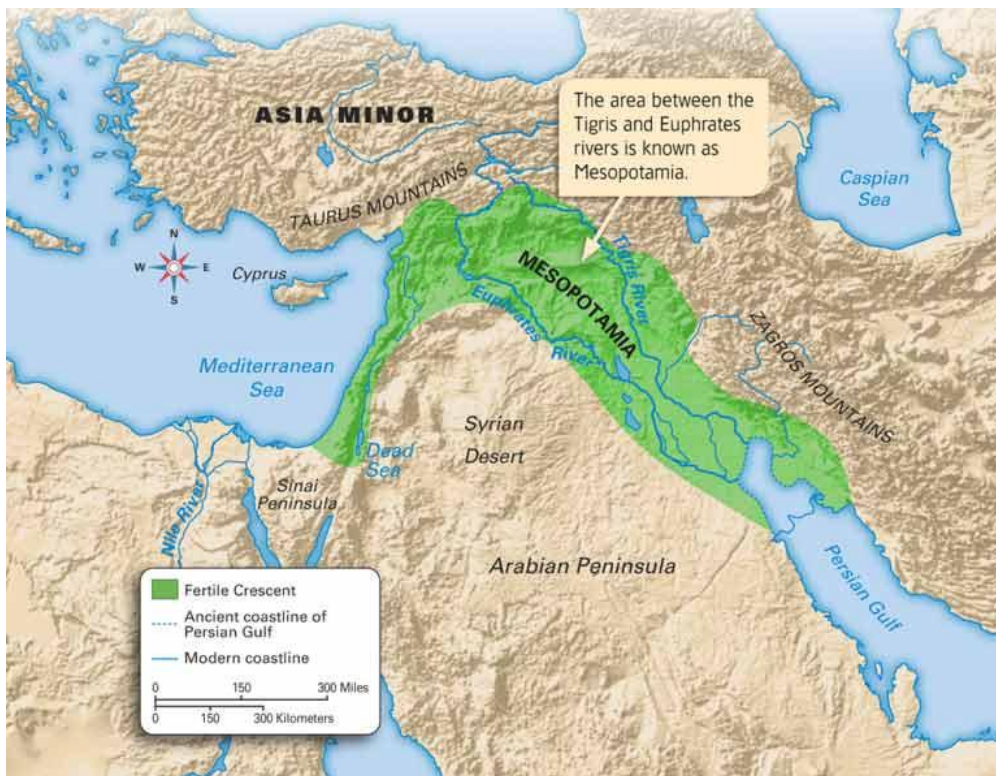 ASIA MINOR
The area between the
Tigris and Euphrates
rivers is known as
Mesopotamia.
Caspian
Sea
TAURUS MOUNTAINS
N
W
E
S
Cyprus
Tigris River
MESOPOTAMIA
Euphrates River
ZAGROS MOUNTAINS
Mediterranean
Sea
Syrian
Desert
Dead
Sea
Sinai
Peninsula
Nile River
Arabian Peninsula
Persian Gulf
Fertile Crescent
Ancient coastline of
Persian Gulf
Modern coastline
0 150 300 Miles
0 150 300 Kilometers